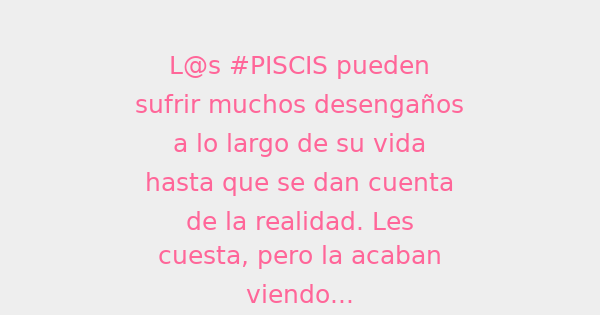 L@s #PISCIS pueden
sufrir muchos desengaños
a lo largo de su vida
hasta que se dan cuenta
de la realidad. Les
cuesta, pero la acaban
viendo...